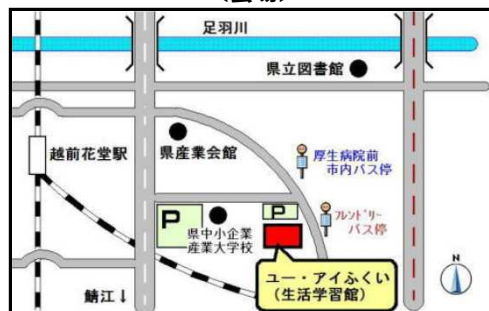 足羽川
県立図書館
越前花堂駅
県産業会館
厚生病院前
市内バス停
P
県中小企業
産業大学校
P
フレンドリー
バス停
ユー・アイふくい
(生活学習館)
鯖江↓
N